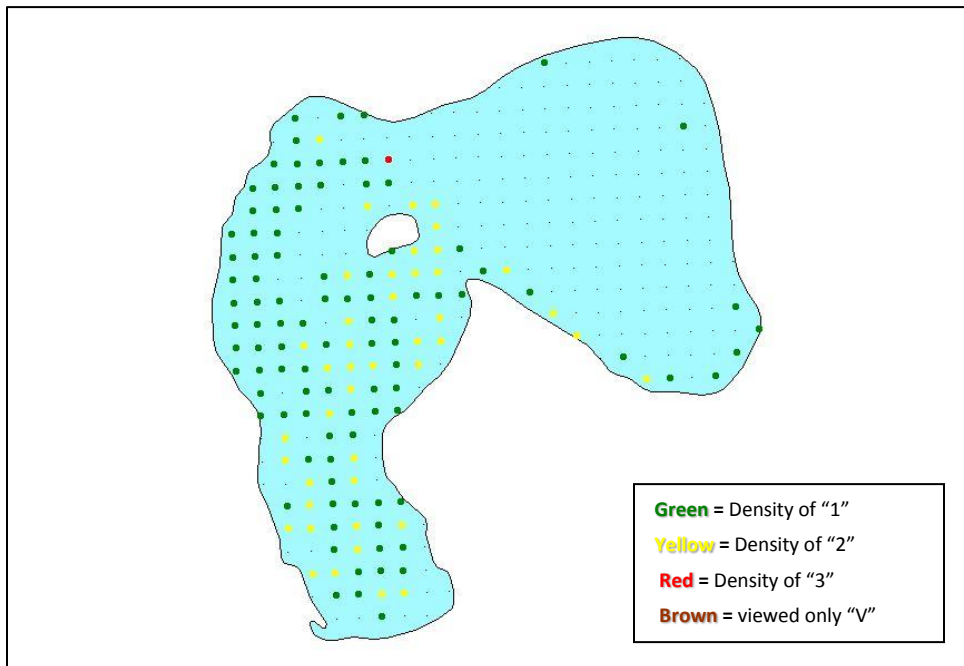 Green = Density of “1”
Yellow = Density of “2”
Red = Density of “3”
Brown = viewed only “V”